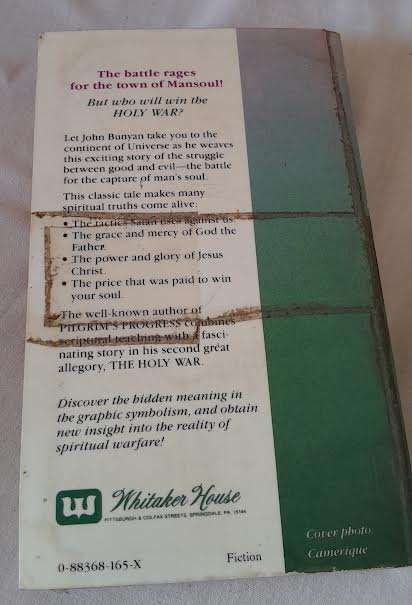 The battle rages
for the town of Mansoul!
But who will win the
HOLY WAR?
Let John Bunyan take you to the
continent of Universe as he weaves
this exciting story of the struggle
between good and evil—the battle
for the capture of man's soul.
This classic tale makes many
spiritual truths come alive:
• The tactics Satan uses against us.
• The grace and mercy of God the
Father.
• The power and glory of Jesus
Christ.
• The price that was paid to win
your soul.
The well-known author of
PILGRIM'S PROGRESS combines
scriptural teaching with a fasci-
nating story in his second great
allegory, THE HOLY WAR.
Discover the hidden meaning in
the graphic symbolism, and obtain
new insight into the reality of
spiritual warfare!
W Whitaker House
PITTSBURGH & COLFAX STREETS, SPRINGDALE, PA 15144
Cover photo
Camerique
0-88368-165-X Fiction